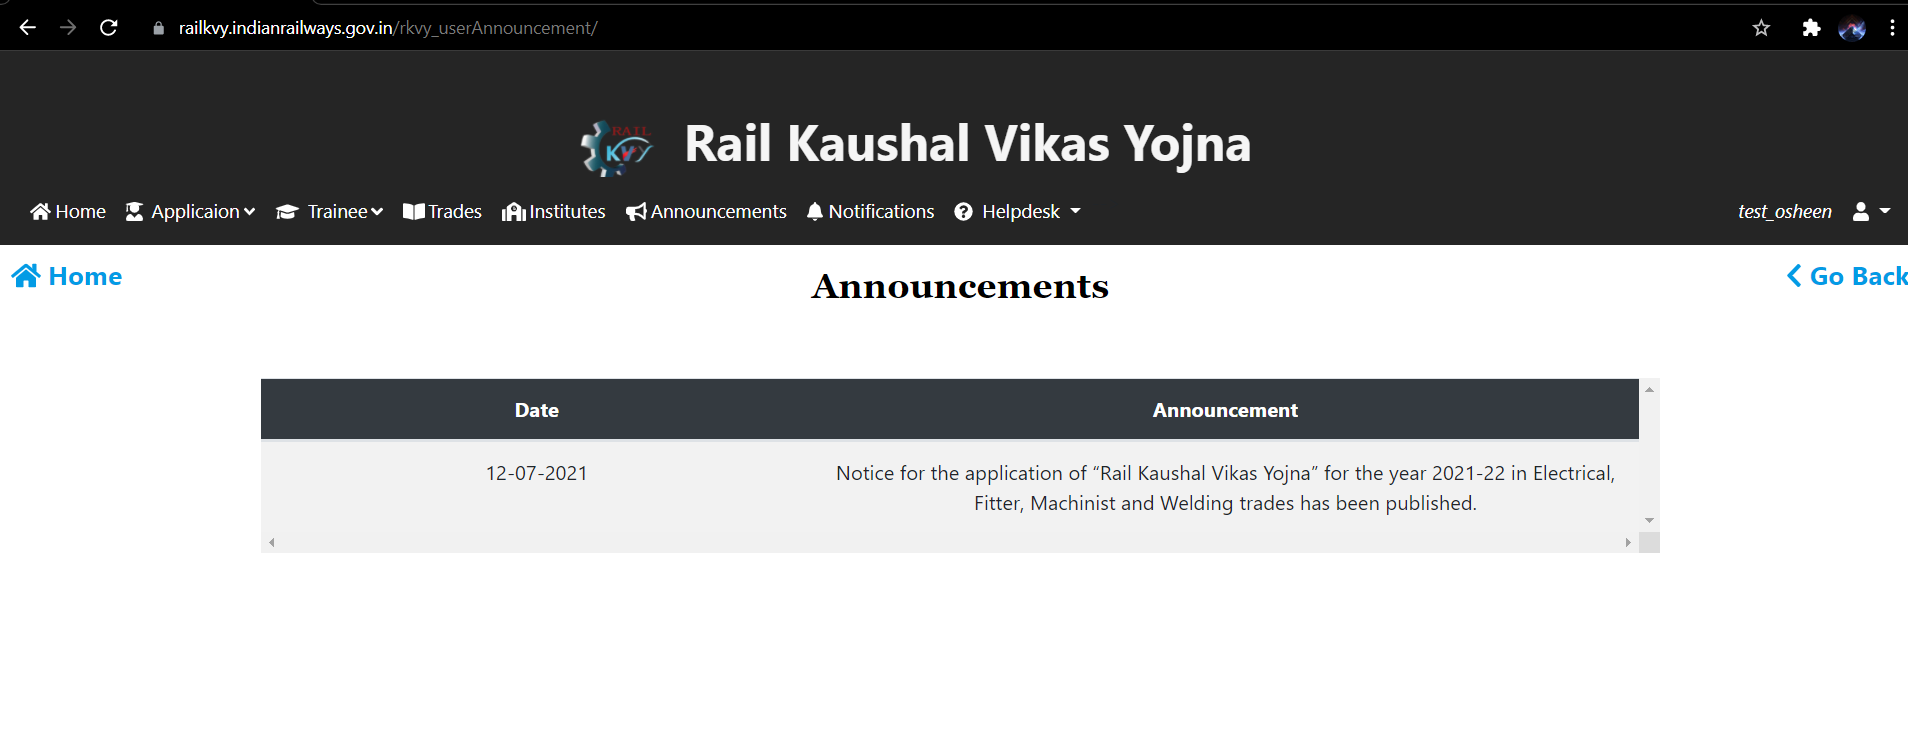 railkvy.indianrailways.gov.in/rkvy_userAnnouncement/
RAIL
KVY
Rail Kaushal Vikas Yojna
Home Applicaion Trainee Trades Institutes Announcements Notifications Helpdesk test_osheen
Home
Announcements
Go Back
Date Announcement
12-07-2021 Notice for the application of “Rail Kaushal Vikas Yojna” for the year 2021-22 in Electrical,
Fitter, Machinist and Welding trades has been published.